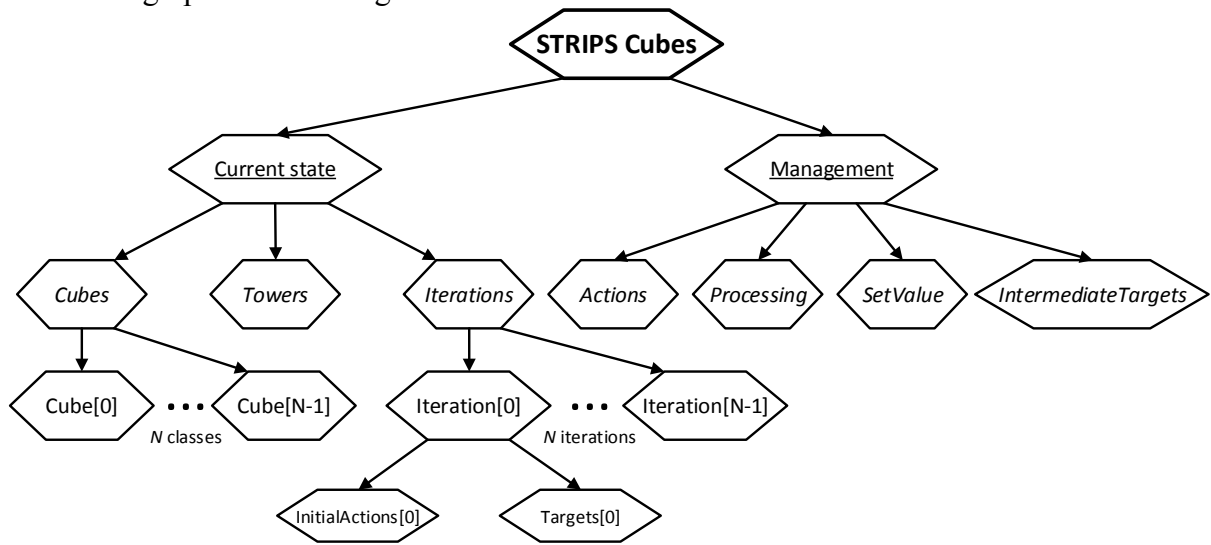 STRIPS Cubes
Current state
Management
Cubes
Towers
Iterations
Actions
Processing
SetValue
IntermediateTargets
Cube[0]
•••
Cube[N-1]
Iteration[0]
•••
Iteration[N-1]
N classes
N iterations
InitialActions[0]
Targets[0]